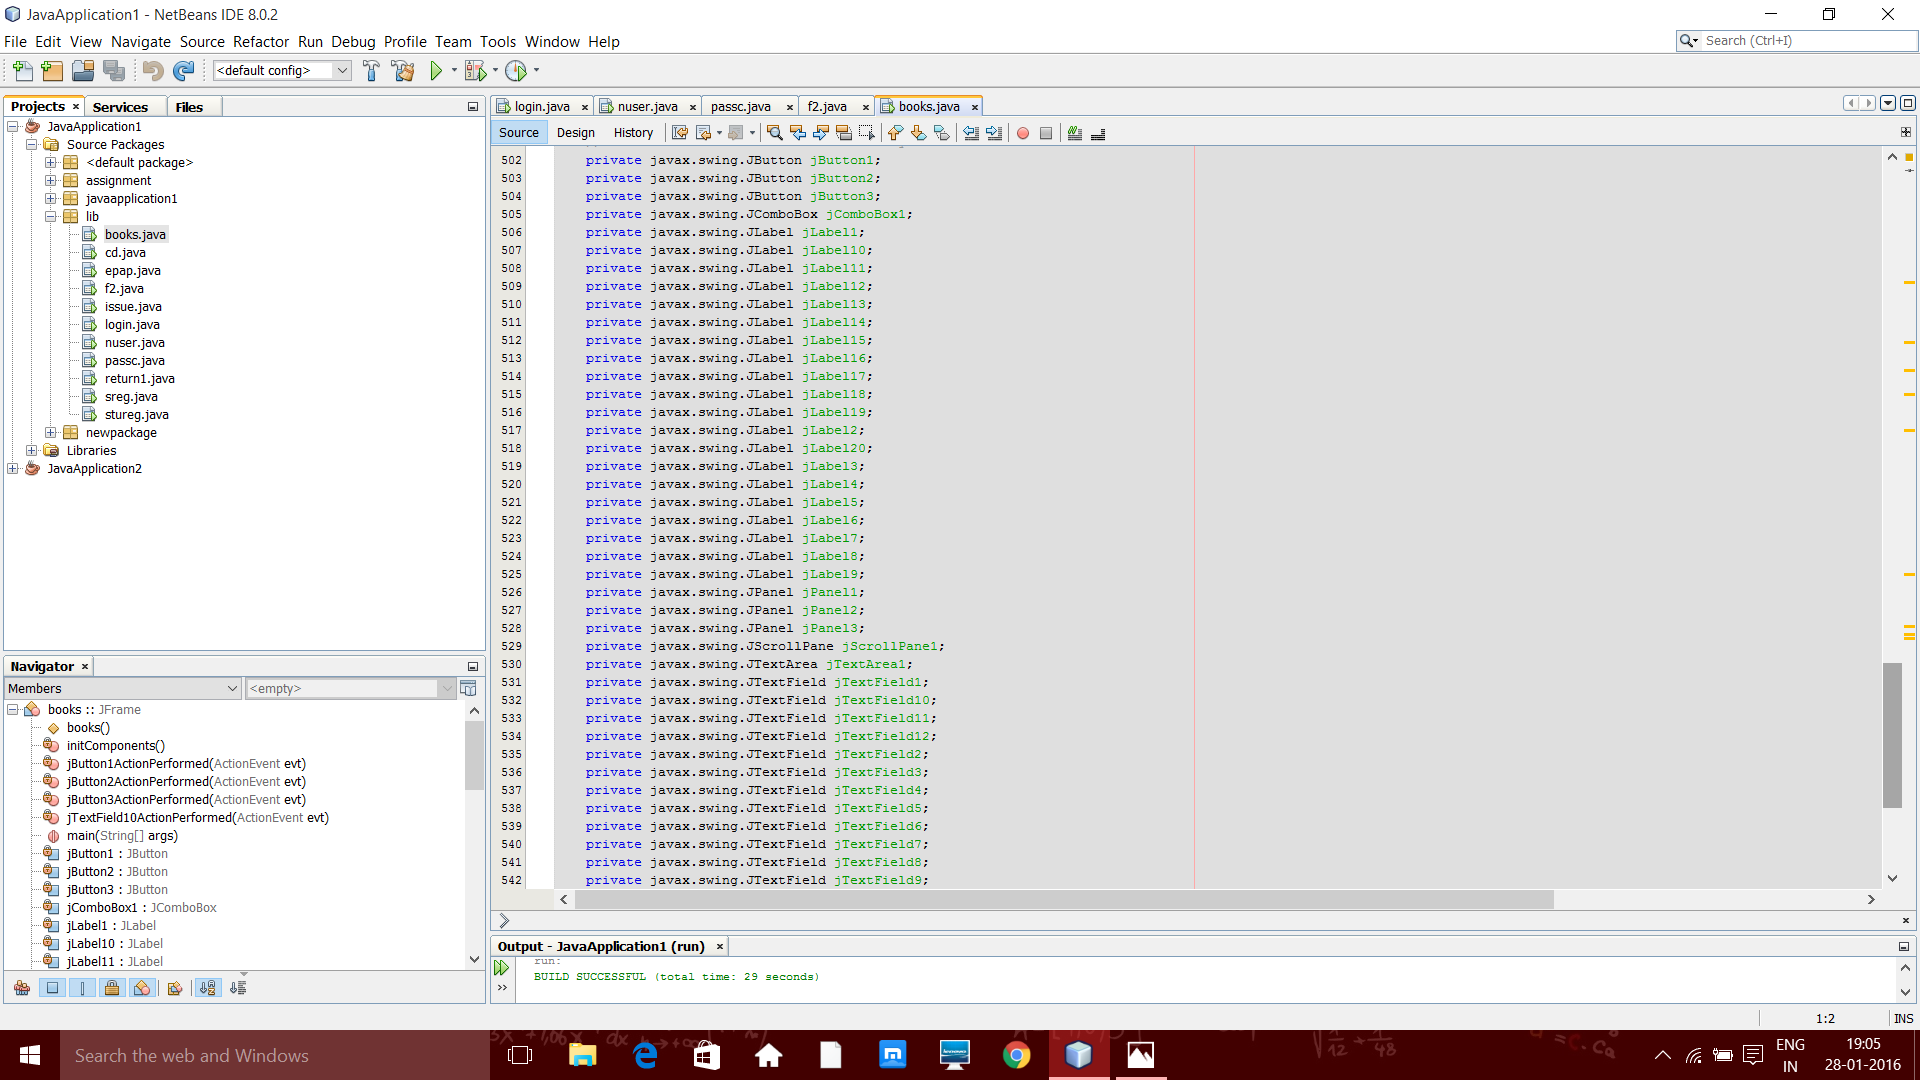 JavaApplication1 - NetBeans IDE 8.0.2
File Edit View Navigate Source Refactor Run Debug Profile Team Tools Window Help
Search (Ctrl+I)
<default config>
Projects
Services
Files
JavaApplication1
Source Packages
<default package>
assignment
javaapplication1
lib
books.java
cd.java
epap.java
f2.java
issue.java
login.java
nuser.java
passc.java
return1.java
sreg.java
stureg.java
newpackage
Libraries
JavaApplication2
Navigator
Members
<empty>
books :: JFrame
books()
initComponents()
jButton1ActionPerformed(ActionEvent evt)
jButton2ActionPerformed(ActionEvent evt)
jButton3ActionPerformed(ActionEvent evt)
jTextField10ActionPerformed(ActionEvent evt)
main(String[] args)
jButton1 : JButton
jButton2 : JButton
jButton3 : JButton
jComboBox1 : JComboBox
jLabel1 : JLabel
jLabel10 : JLabel
jLabel11 : JLabel
login.java nuser.java passc.java f2.java books.java
Source Design History
502 private javax.swing.JButton jButton1;
503 private javax.swing.JButton jButton2;
504 private javax.swing.JButton jButton3;
505 private javax.swing.JComboBox jComboBox1;
506 private javax.swing.JLabel jLabel1;
507 private javax.swing.JLabel jLabel10;
508 private javax.swing.JLabel jLabel11;
509 private javax.swing.JLabel jLabel12;
510 private javax.swing.JLabel jLabel13;
511 private javax.swing.JLabel jLabel14;
512 private javax.swing.JLabel jLabel15;
513 private javax.swing.JLabel jLabel16;
514 private javax.swing.JLabel jLabel17;
515 private javax.swing.JLabel jLabel18;
516 private javax.swing.JLabel jLabel19;
517 private javax.swing.JLabel jLabel2;
518 private javax.swing.JLabel jLabel20;
519 private javax.swing.JLabel jLabel3;
520 private javax.swing.JLabel jLabel4;
521 private javax.swing.JLabel jLabel5;
522 private javax.swing.JLabel jLabel6;
523 private javax.swing.JLabel jLabel7;
524 private javax.swing.JLabel jLabel8;
525 private javax.swing.JLabel jLabel9;
526 private javax.swing.JPanel jPanel1;
527 private javax.swing.JPanel jPanel2;
528 private javax.swing.JPanel jPanel3;
529 private javax.swing.JScrollPane jScrollPane1;
530 private javax.swing.JTextArea jTextArea1;
531 private javax.swing.JTextField jTextField1;
532 private javax.swing.JTextField jTextField10;
533 private javax.swing.JTextField jTextField11;
534 private javax.swing.JTextField jTextField12;
535 private javax.swing.JTextField jTextField2;
536 private javax.swing.JTextField jTextField3;
537 private javax.swing.JTextField jTextField4;
538 private javax.swing.JTextField jTextField5;
539 private javax.swing.JTextField jTextField6;
540 private javax.swing.JTextField jTextField7;
541 private javax.swing.JTextField jTextField8;
542 private javax.swing.JTextField jTextField9;
Output - JavaApplication1 (run)
run:
BUILD SUCCESSFUL (total time: 29 seconds)
1:2
INS
Search the web and Windows
ENG
IN
19:05
28-01-2016